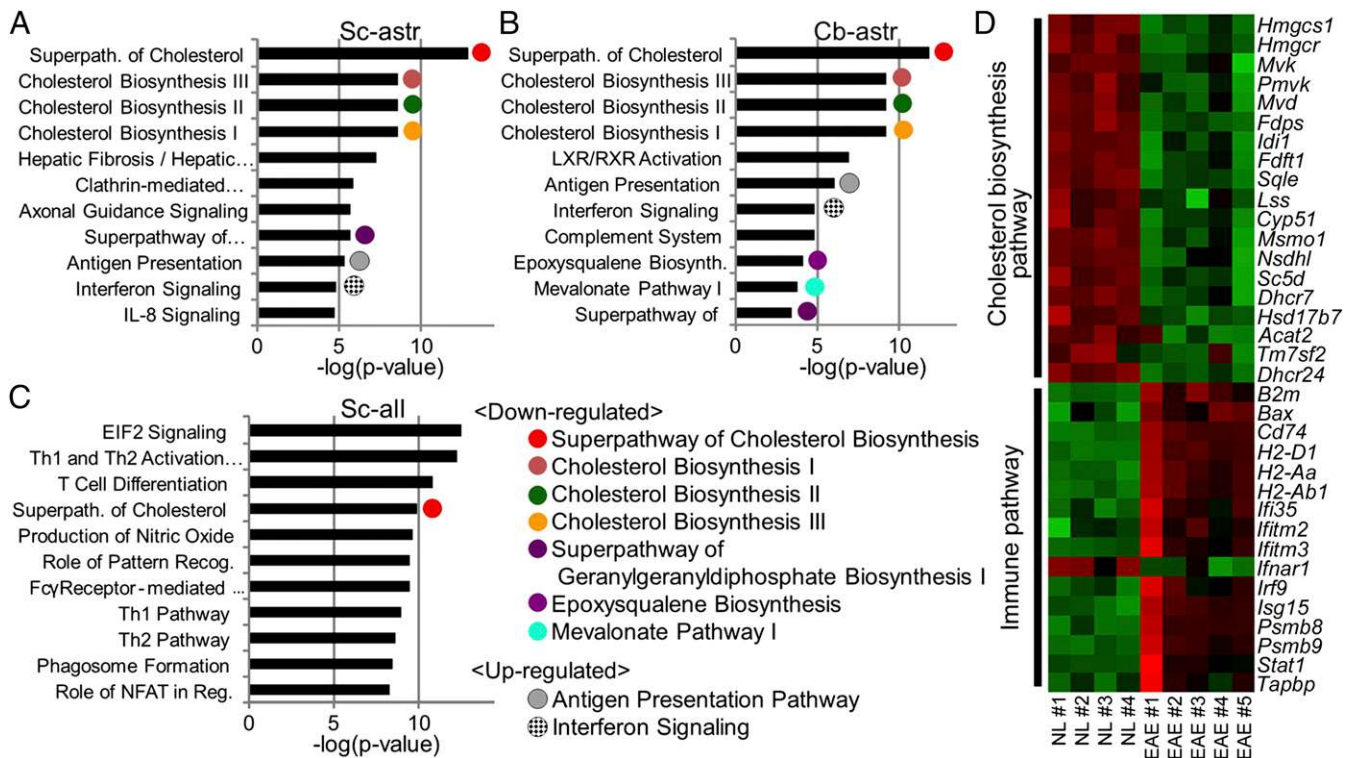 A
Sc-astr
Superpath. of Cholesterol
Cholesterol Biosynthesis III
Cholesterol Biosynthesis II
Cholesterol Biosynthesis I
Hepatic Fibrosis / Hepatic...
Clathrin-mediated...
Axonal Guidance Signaling
Superpathway of...
Antigen Presentation
Interferon Signaling
IL-8 Signaling
0 5 10
-log(p-value)
B
Cb-astr
Superpath. of Cholesterol
Cholesterol Biosynthesis III
Cholesterol Biosynthesis II
Cholesterol Biosynthesis I
LXR/RXR Activation
Antigen Presentation
Interferon Signaling
Complement System
Epoxysqualene Biosynth.
Mevalonate Pathway I
Superpathway of
0 5 10
-log(p-value)
C
Sc-all
EIF2 Signaling
Th1 and Th2 Activation...
T Cell Differentiation
Superpath. of Cholesterol
Production of Nitric Oxide
Role of Pattern Recog.
FcγReceptor-mediated ...
Th1 Pathway
Th2 Pathway
Phagosome Formation
Role of NFAT in Reg.
0 5 10
-log(p-value)
<Down-regulated>
Superpathway of Cholesterol Biosynthesis
Cholesterol Biosynthesis I
Cholesterol Biosynthesis II
Cholesterol Biosynthesis III
Superpathway of
Geranylgeranyldiphosphate Biosynthesis I
Epoxysqualene Biosynthesis
Mevalonate Pathway I
<Up-regulated>
Antigen Presentation Pathway
Interferon Signaling
D
Cholesterol biosynthesis
pathway
Hmgcs1
Hmgcr
Mvk
Pmvk
Mvd
Fdps
Idi1
Fdft1
Sqle
Lss
Cyp51
Msmo1
Nsdhl
Sc5d
Dhcr7
Hsd17b7
Acat2
Tm7sf2
Dhcr24
Immune pathway
B2m
Bax
Cd74
H2-D1
H2-Aa
H2-Ab1
Ifi35
Ifitm2
Ifitm3
Ifnar1
Irf9
Isg15
Psmb8
Psmb9
Stat1
Tapbp
NL #1
NL #2
NL #3
NL #4
EAE #1
EAE #2
EAE #3
EAE #4
EAE #5